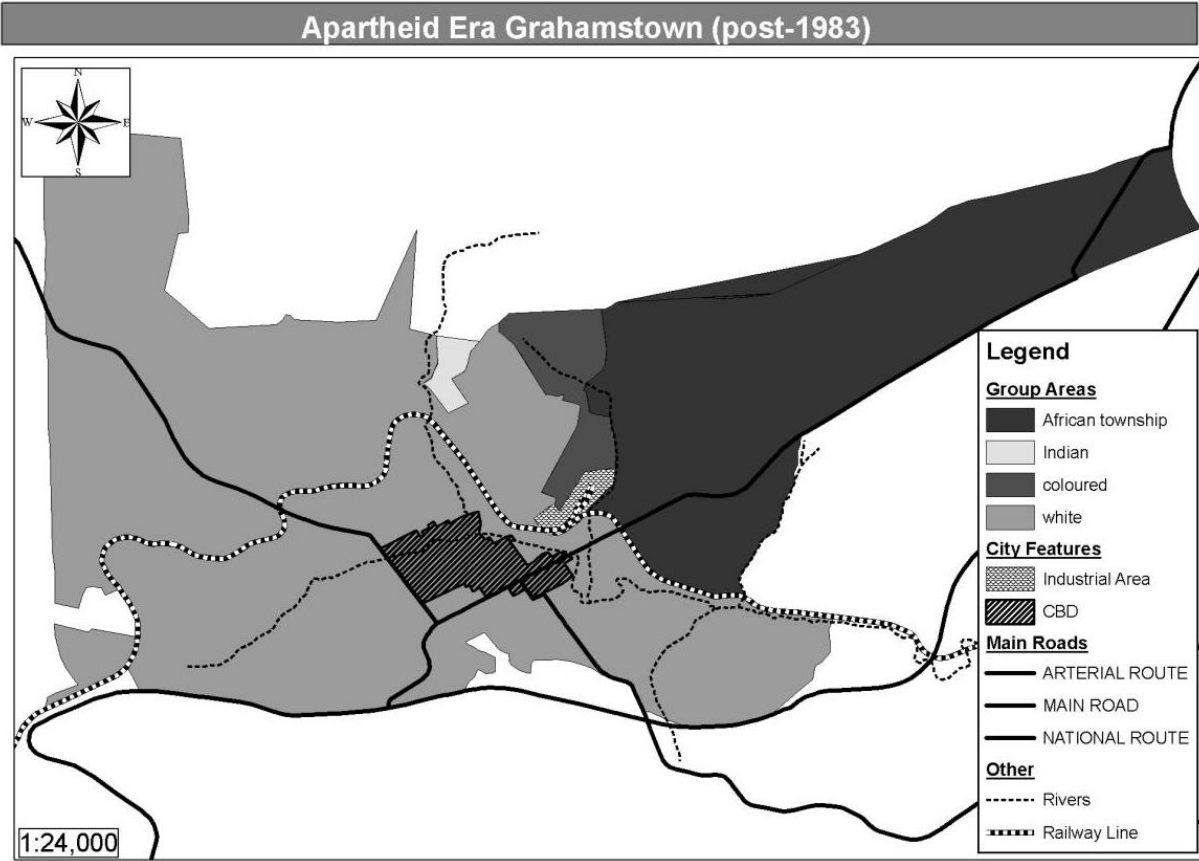 Apartheid Era Grahamstown (post-1983)
N
W
E
S
Legend
Group Areas
African township
Indian
coloured
white
City Features
Industrial Area
CBD
Main Roads
ARTERIAL ROUTE
MAIN ROAD
NATIONAL ROUTE
Other
Rivers
Railway Line
1:24,000